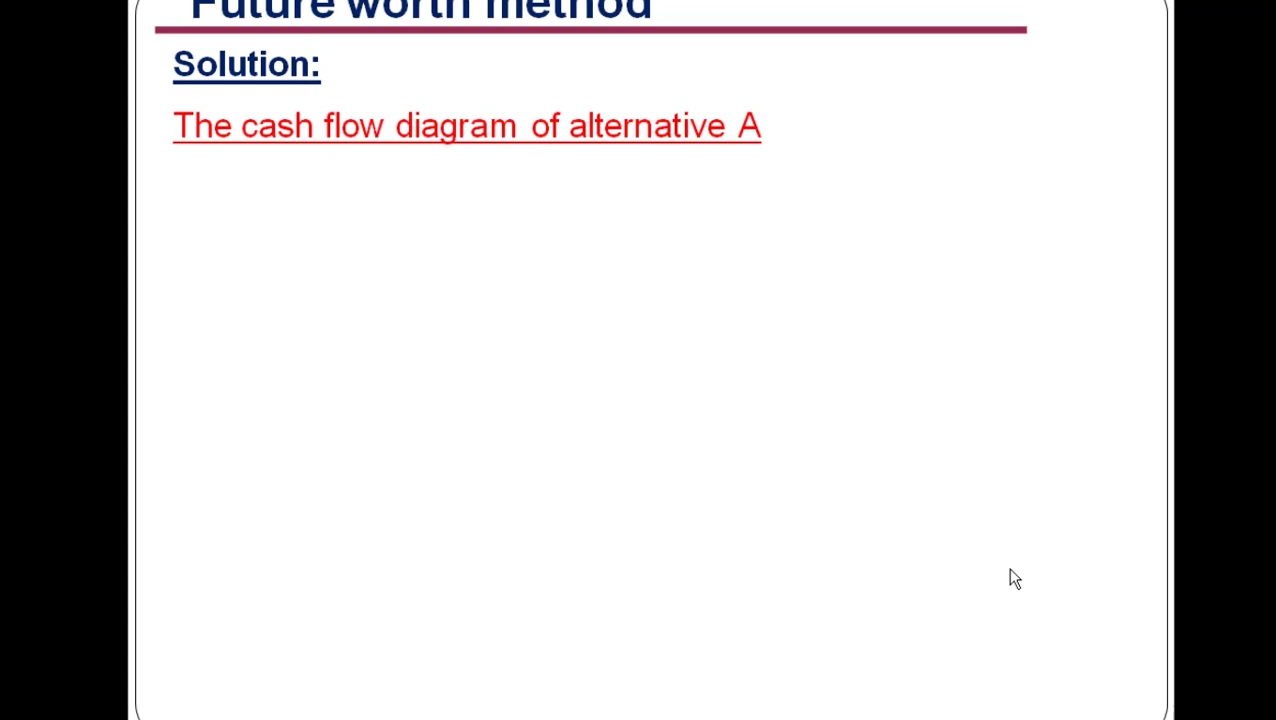 Future worth method
Solution:
The cash flow diagram of alternative A